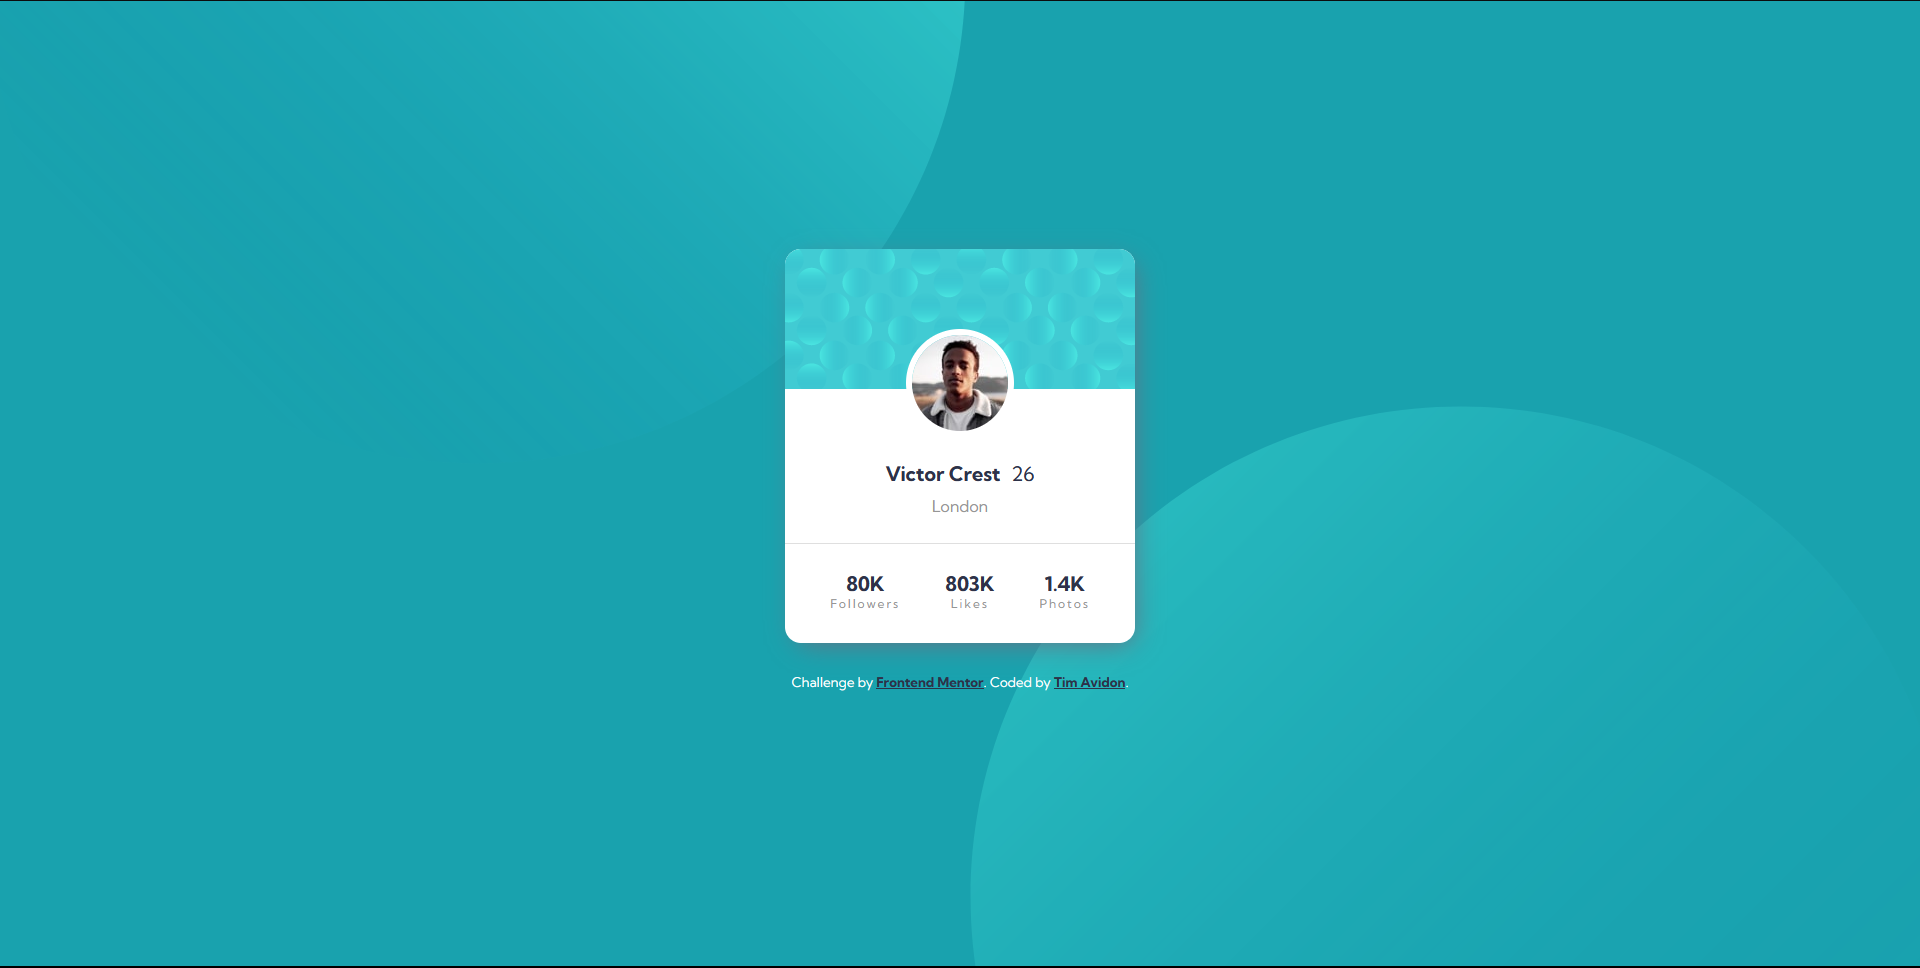 Victor Crest 26
London
80K 803K 1.4K
Followers Likes Photos
Challenge by Frontend Mentor. Coded by Tim Avidon.